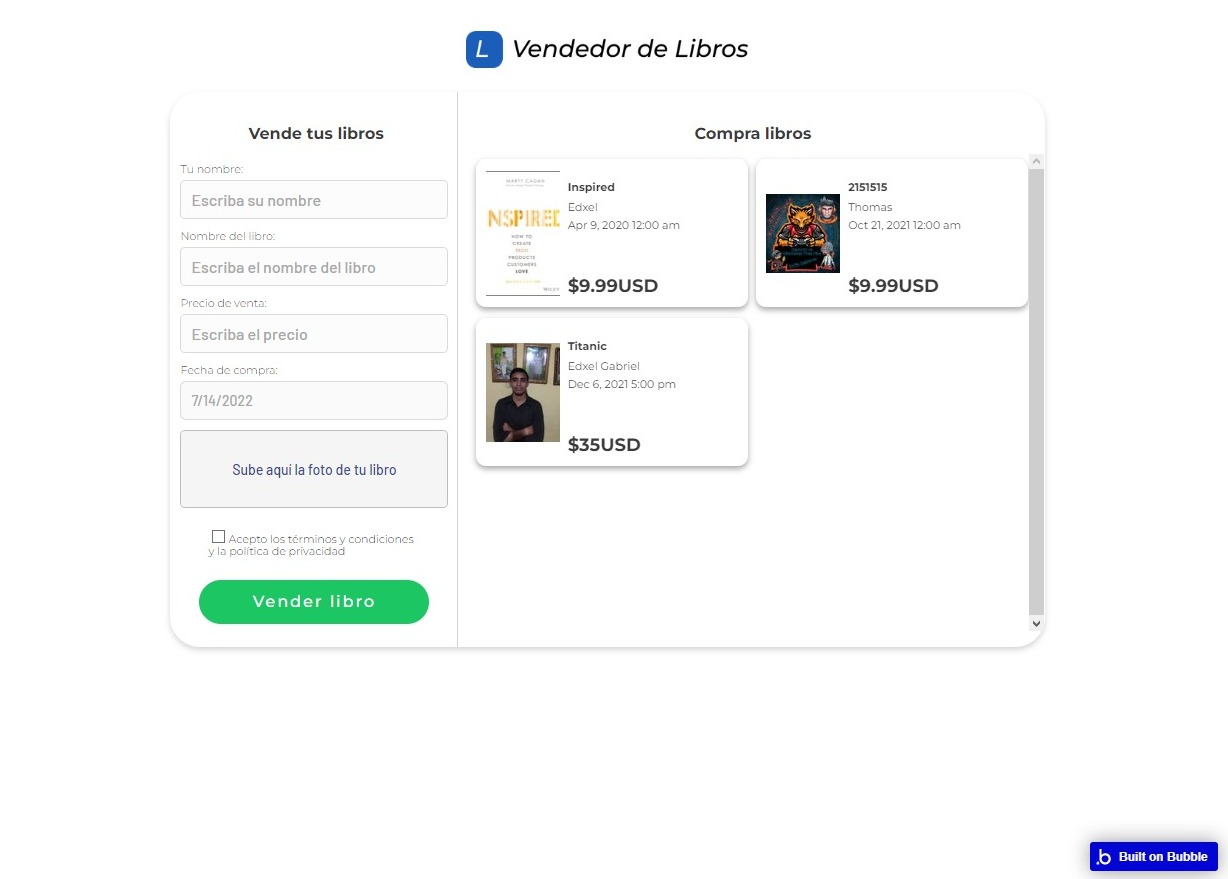 L Vendedor de Libros
Vende tus libros
Tu nombre:
Escriba su nombre
Nombre del libro:
Escriba el nombre del libro
Precio de venta:
Escriba el precio
Fecha de compra:
7/14/2022
Sube aquí la foto de tu libro
Acepto los términos y condiciones
y la política de privacidad
Vender libro
Compra libros
MARTY CAGAN
NSPIRED
HOW TO
CREATE
TECH
PRODUCTS
CUSTOMERS
LOVE
WILEY
Inspired
Edxel
Apr 9, 2020 12:00 am
$9.99USD
2151515
Thomas
Oct 21, 2021 12:00 am
$9.99USD
Titanic
Edxel Gabriel
Dec 6, 2021 5:00 pm
$35USD
b Built on Bubble